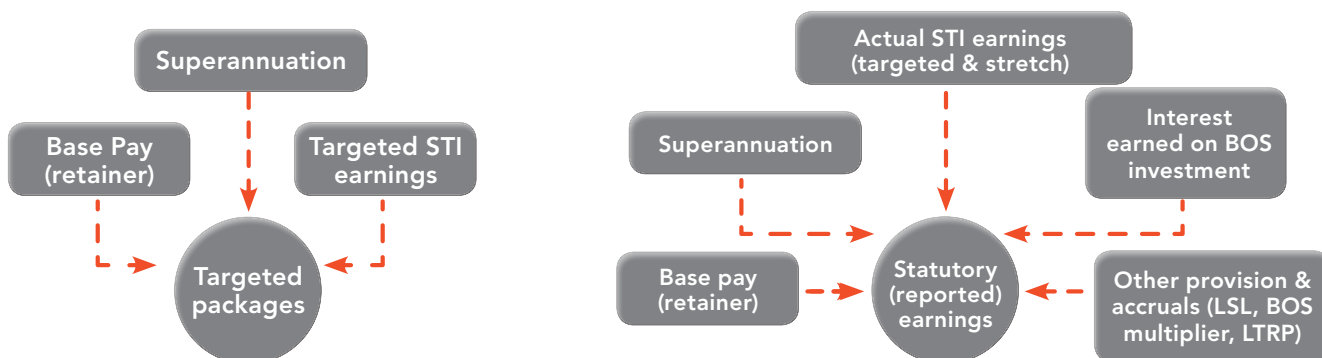 Superannuation
Base Pay
(retainer)
Targeted STI
earnings
Targeted
packages
Actual STI earnings
(targeted & stretch)
Superannuation
Interest
earned on BOS
investment
Base pay
(retainer)
Statutory
(reported)
earnings
Other provision &
accruals (LSL, BOS
multiplier, LTRP)